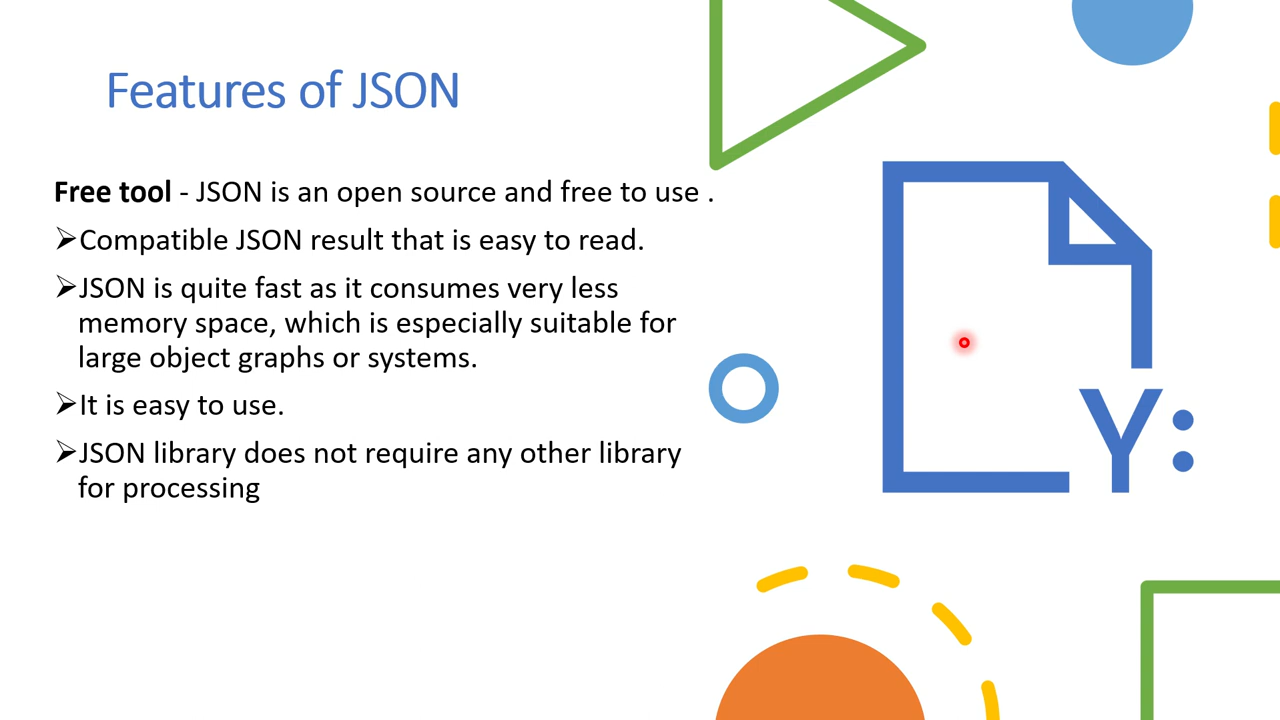 Features of JSON
Free tool - JSON is an open source and free to use .
➢Compatible JSON result that is easy to read.
➢JSON is quite fast as it consumes very less
memory space, which is especially suitable for
large object graphs or systems.
➢It is easy to use.
➢JSON library does not require any other library
for processing
Y: